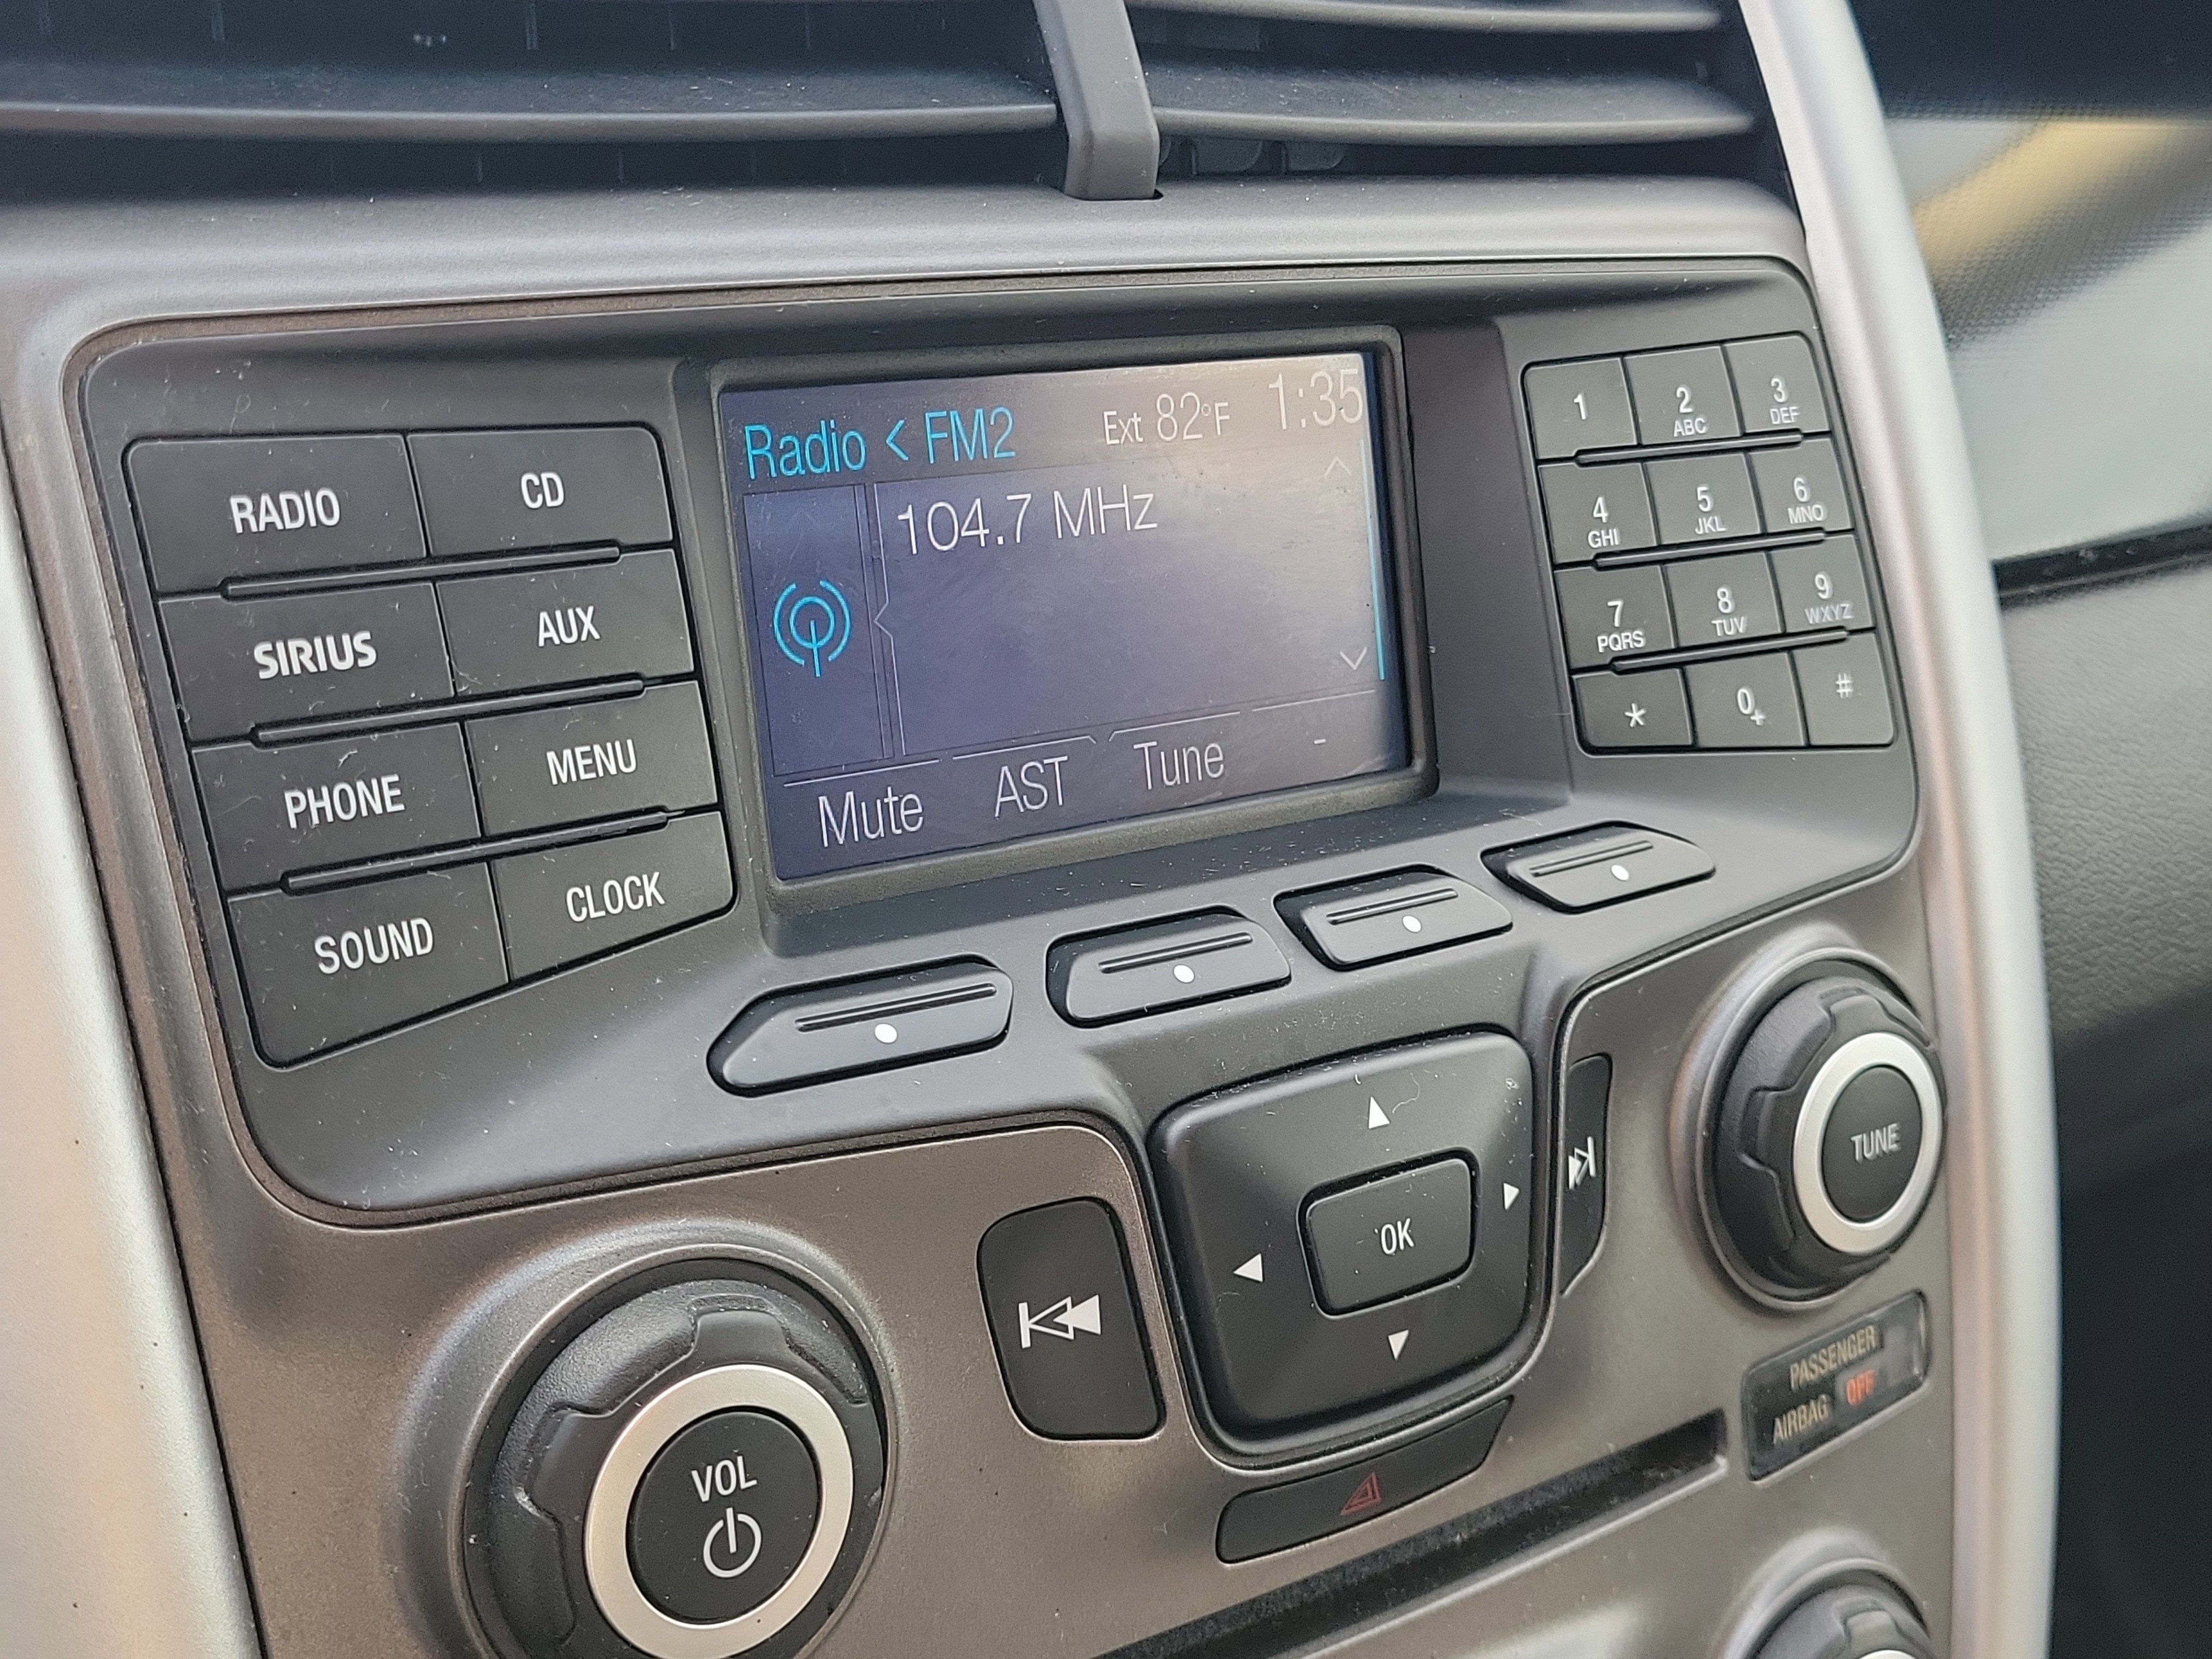 Radio < FM2 Ext 82°F 1:35
104.7 MHz
Mute AST Tune -
RADIO CD
SIRIUS AUX
PHONE MENU
SOUND CLOCK
1 2 ABC 3 DEF
4 GHI 5 JKL 6 MNO
7 PQRS 8 TUV 9 WXYZ
* 0 + #
OK
TUNE
VOL
PASSENGER
AIRBAG OFF